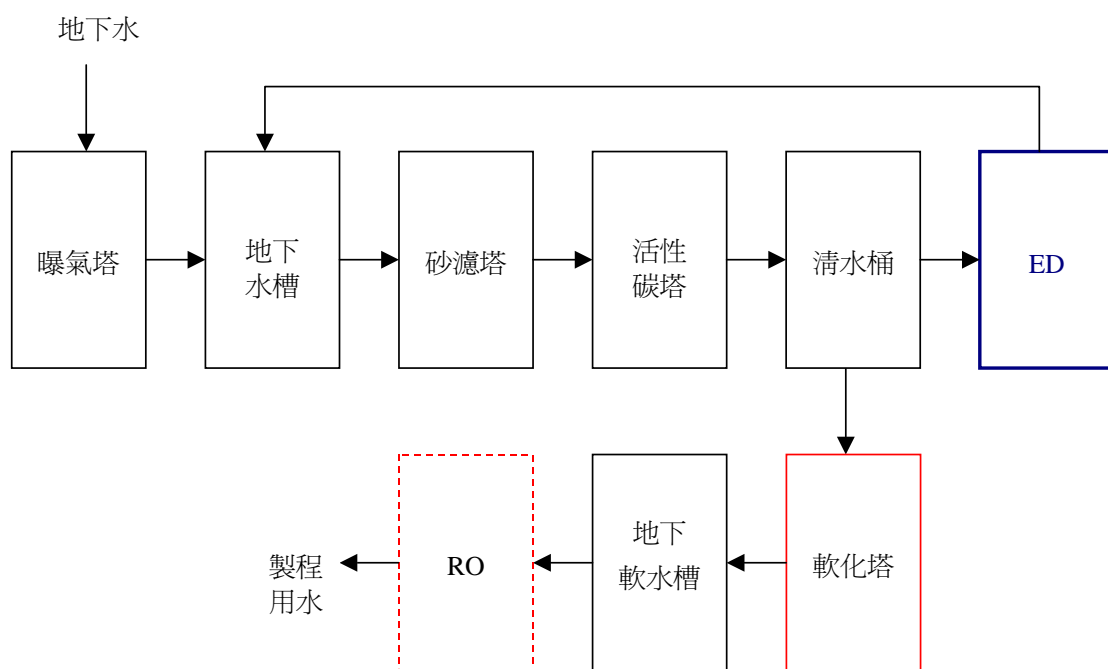 地下水
曝氣塔
地下
水槽
砂濾塔
活性
碳塔
清水桶
ED
製程
用水
RO
地下
軟水槽
軟化塔